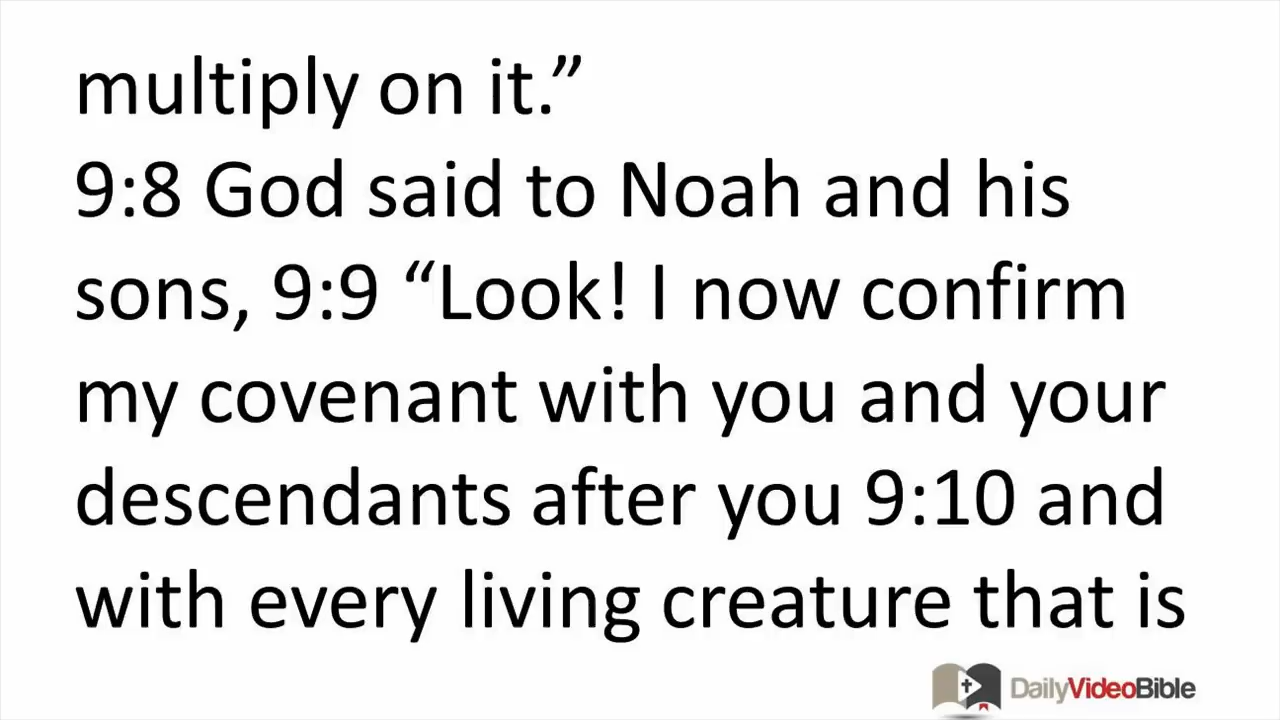 multiply on it.”
9:8 God said to Noah and his
sons, 9:9 “Look! I now confirm
my covenant with you and your
descendants after you 9:10 and
with every living creature that is
DailyVideoBible